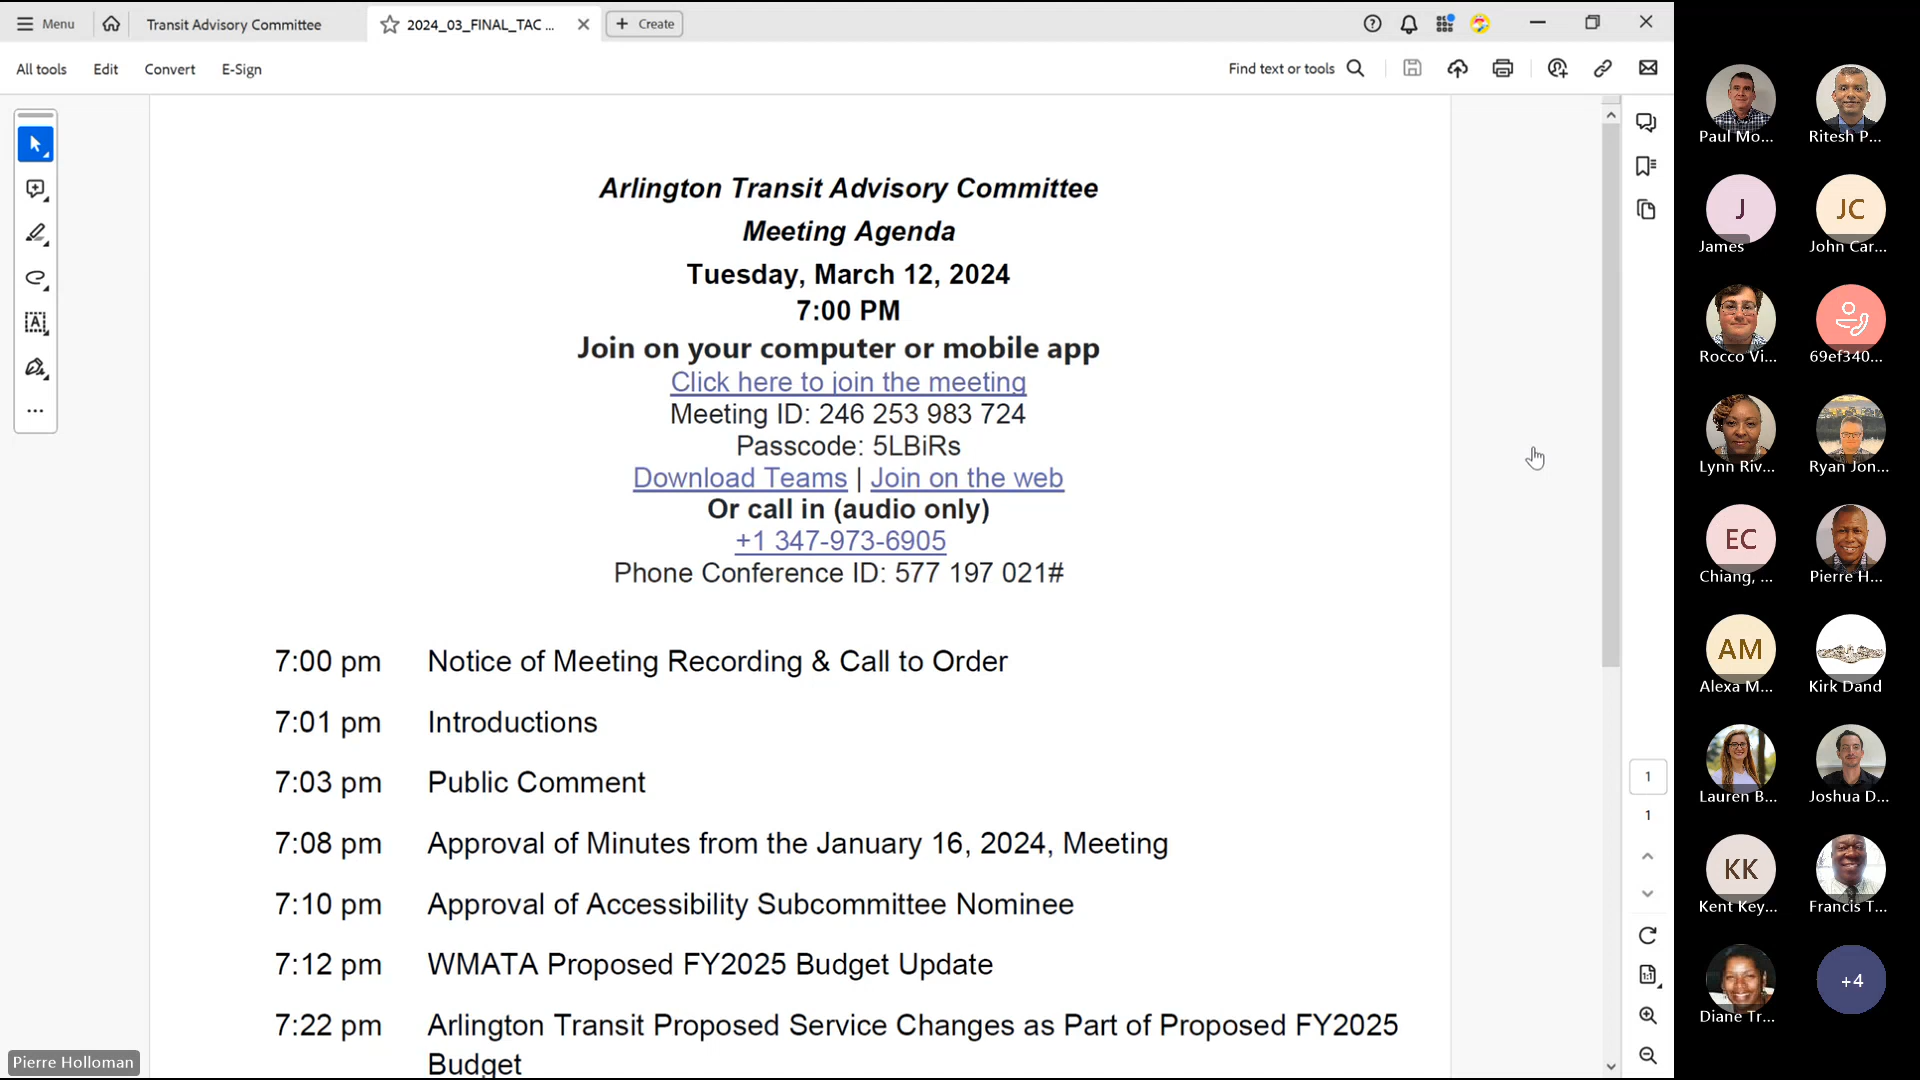 Menu
Transit Advisory Committee
2024_03_FINAL_TAC ...
Create
All tools
Edit
Convert
E-Sign
Find text or tools
Arlington Transit Advisory Committee
Meeting Agenda
Tuesday, March 12, 2024
7:00 PM
Join on your computer or mobile app
Click here to join the meeting
Meeting ID: 246 253 983 724
Passcode: 5LBiRs
Download Teams | Join on the web
Or call in (audio only)
+1 347-973-6905
Phone Conference ID: 577 197 021#
7:00 pm Notice of Meeting Recording & Call to Order
7:01 pm Introductions
7:03 pm Public Comment
7:08 pm Approval of Minutes from the January 16, 2024, Meeting
7:10 pm Approval of Accessibility Subcommittee Nominee
7:12 pm WMATA Proposed FY2025 Budget Update
7:22 pm Arlington Transit Proposed Service Changes as Part of Proposed FY2025
Budget
1
1
Pierre Holloman
Paul Mo...
Ritesh P...
J
James
JC
John Car...
Rocco Vi...
69ef340...
Lynn Riv...
Ryan Jon...
EC
Chiang, ...
Pierre H...
AM
Alexa M...
Kirk Dand
Lauren B...
Joshua D...
KK
Kent Key...
Francis T...
Diane Tr...
+4